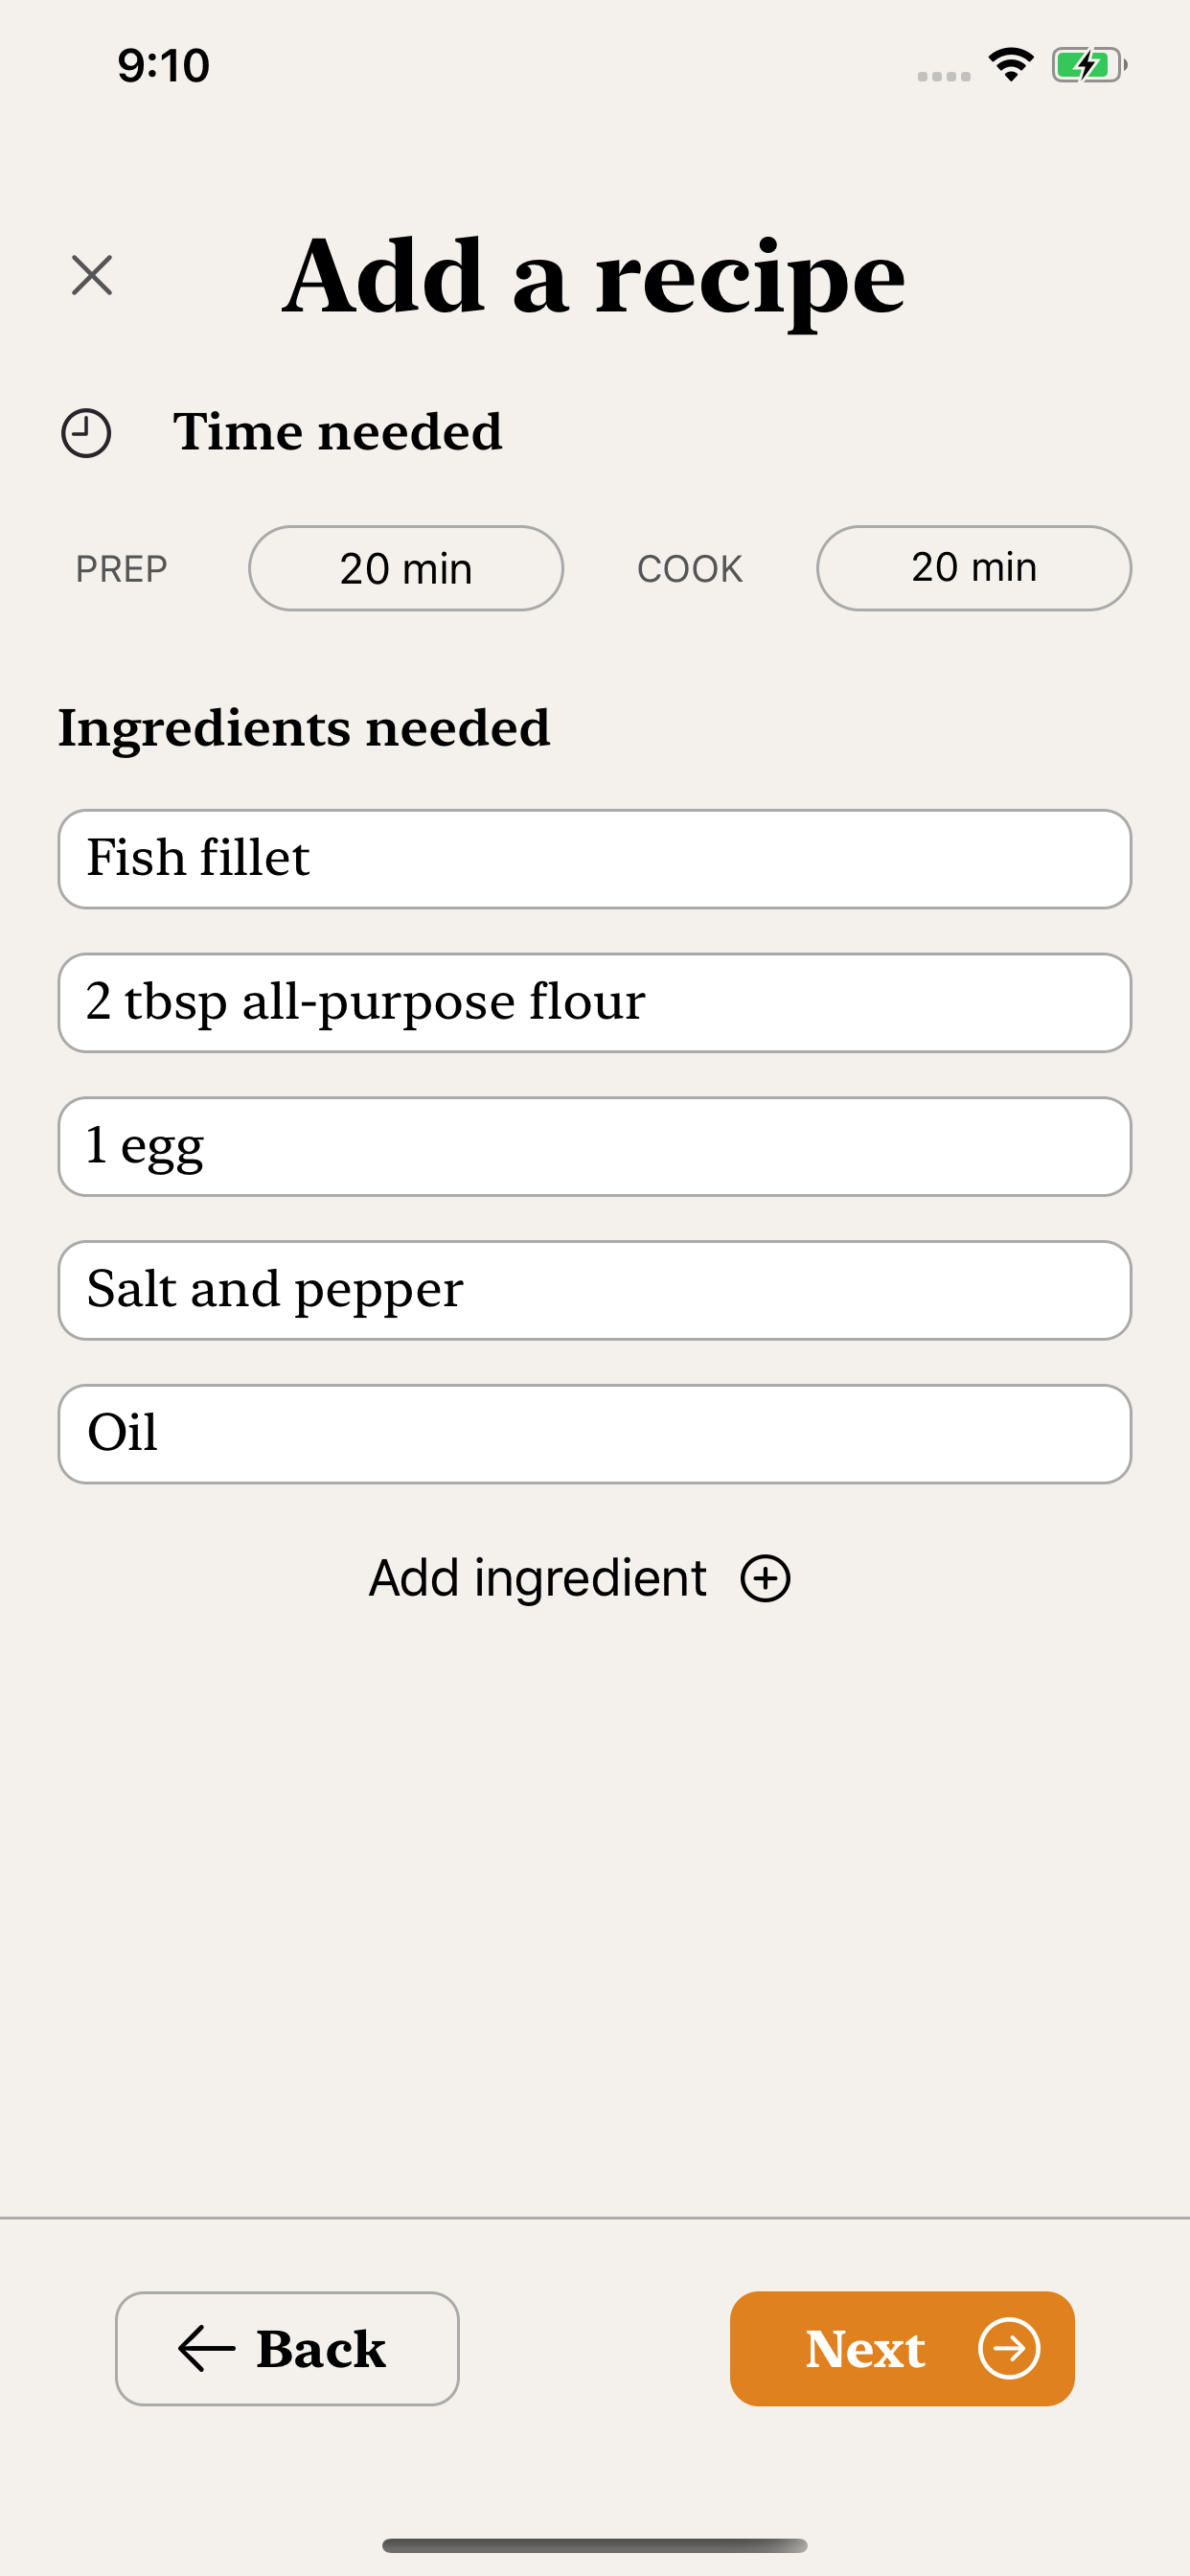 9:10
Add a recipe
Time needed
PREP 20 min COOK 20 min
Ingredients needed
Fish fillet
2 tbsp all-purpose flour
1 egg
Salt and pepper
Oil
Add ingredient
Back Next